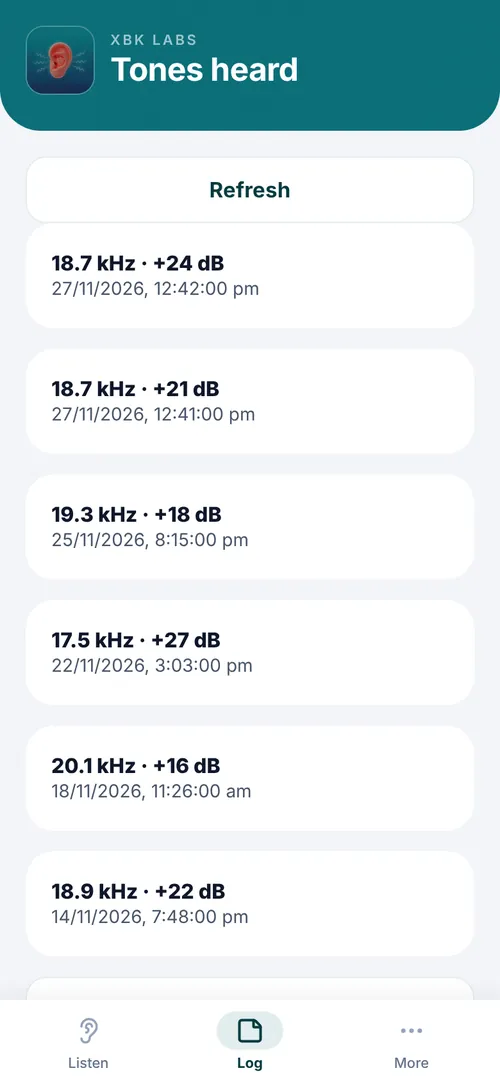 XBK LABS
Tones heard
Refresh
18.7 kHz · +24 dB
27/11/2026, 12:42:00 pm
18.7 kHz · +21 dB
27/11/2026, 12:41:00 pm
19.3 kHz · +18 dB
25/11/2026, 8:15:00 pm
17.5 kHz · +27 dB
22/11/2026, 3:03:00 pm
20.1 kHz · +16 dB
18/11/2026, 11:26:00 am
18.9 kHz · +22 dB
14/11/2026, 7:48:00 pm
Listen
Log
More